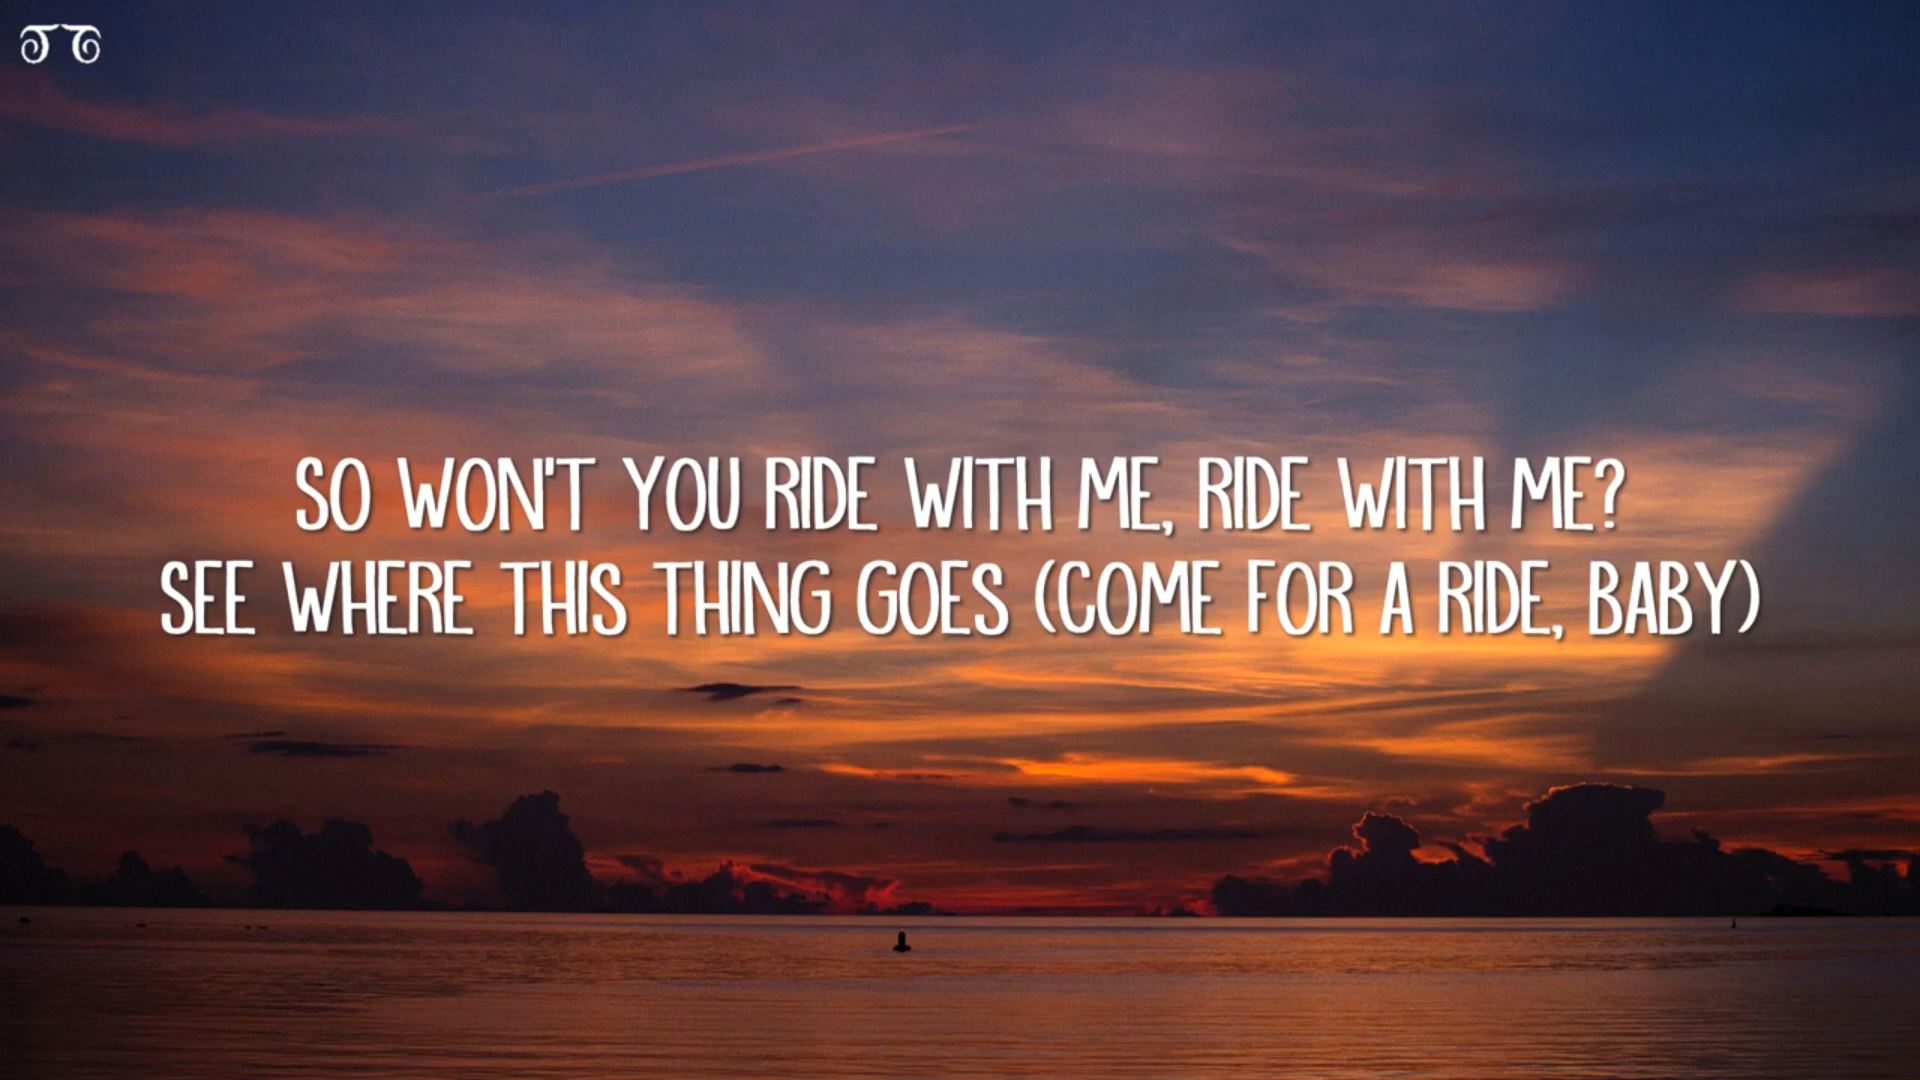 SO WON'T YOU RIDE WITH ME, RIDE WITH ME?
SEE WHERE THIS THING GOES (COME FOR A RIDE, BABY)